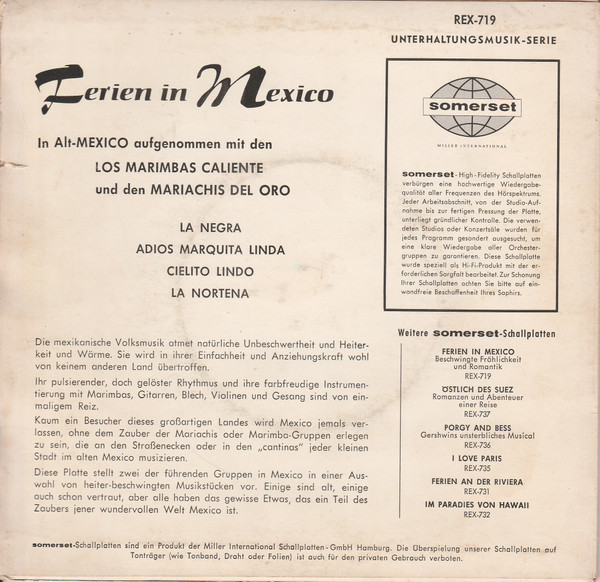 REX-719
UNTERHALTUNGSMUSIK-SERIE
Ferien in Mexico
In Alt-MEXICO aufgenommen mit den
LOS MARIMBAS CALIENTE
und den MARIACHIS DEL ORO
LA NEGRA
ADIOS MARQUITA LINDA
CIELITO LINDO
LA NORTENA
Die mexikanische Volksmusik atmet natürliche Unbeschwertheit und Heiter-
keit und Wärme. Sie wird in ihrer Einfachheit und Anziehungskraft wohl
von keinem anderen Land übertroffen.
Ihr pulsierender, doch gelöster Rhythmus und ihre farbfreudige Instrumen-
tierung mit Marimbas, Gitarren, Blech, Violinen und Gesang sind von ein-
maligem Reiz.
Kaum ein Besucher dieses großartigen Landes wird Mexico jemals ver-
lassen, ohne dem Zauber der Mariachis oder Marimba-Gruppen erlegen
zu sein, die an den Straßenecken oder in den „cantinas" jeder kleinen
Stadt im alten Mexico musizieren.
Diese Platte stellt zwei der führenden Gruppen in Mexico in einer Aus-
wahl von heiter-beschwingten Musikstücken vor. Einige sind alt, einige
auch schon vertraut, aber alle haben das gewisse Etwas, das ein Teil des
Zaubers jener wundervollen Welt Mexico ist.
somerset
MILLER INTERNATIONAL
somerset-High-Fidelity Schallplatten
verbürgen eine hochwertige Wiedergabe-
qualität aller Frequenzen des Hörspektrums.
Jeder Arbeitsabschnitt, von der Studio-Auf-
nahme bis zur fertigen Pressung der Platte,
unterliegt gründlicher Kontrolle. Die verwen-
deten Studios oder Konzertsäle wurden für
jedes Programm gesondert ausgesucht, um
eine klare Wiedergabe aller Orchester-
gruppen zu garantieren. Diese Schallplatte
wurde speziell als Hi-Fi-Produkt mit der er-
forderlichen Sorgfalt bearbeitet. Zur Schonung
Ihrer Schallplatten achten Sie bitte auf ein-
wandfreie Beschaffenheit Ihres Saphirs.
Weitere somerset-Schallplatten
FERIEN IN MEXICO
Beschwingte Fröhlichkeit
und Romantik
REX-719
ÖSTLICH DES SUEZ
Romanzen und Abenteuer
einer Reise
REX-737
PORGY AND BESS
Gershwins unsterbliches Musical
REX-736
I LOVE PARIS
REX-735
FERIEN AN DER RIVIERA
REX-731
IM PARADIES VON HAWAII
REX-732
somerset-Schallplatten sind ein Produkt der Miller International Schallplatten-GmbH Hamburg. Die Überspielung unserer Schallplatten auf
Tonträger (wie Tonband, Draht oder Folien) ist auch für den privaten Gebrauch verboten.